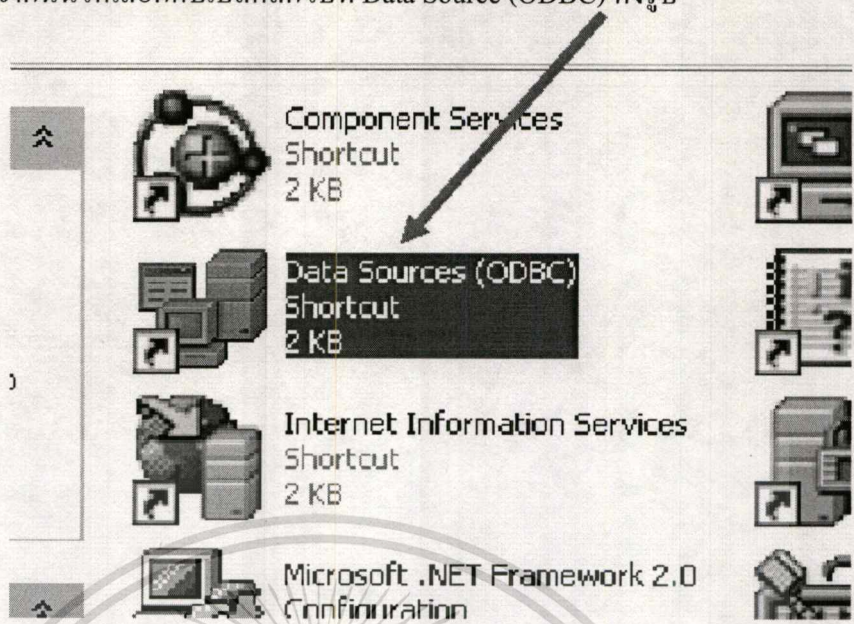 Data Source (ODBC)
Component Services
Shortcut
2 KB
Data Sources (ODBC)
Shortcut
2 KB
Internet Information Services
Shortcut
2 KB
Microsoft .NET Framework 2.0
Configuration